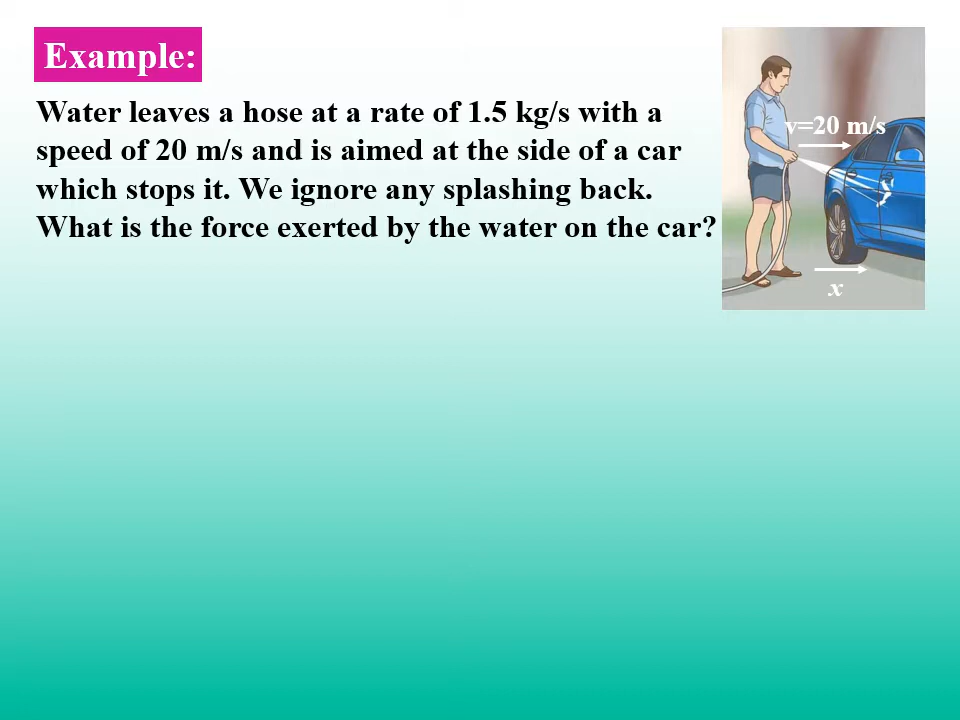 Example:
Water leaves a hose at a rate of 1.5 kg/s with a
speed of 20 m/s and is aimed at the side of a car
which stops it. We ignore any splashing back.
What is the force exerted by the water on the car?
v=20 m/s
x